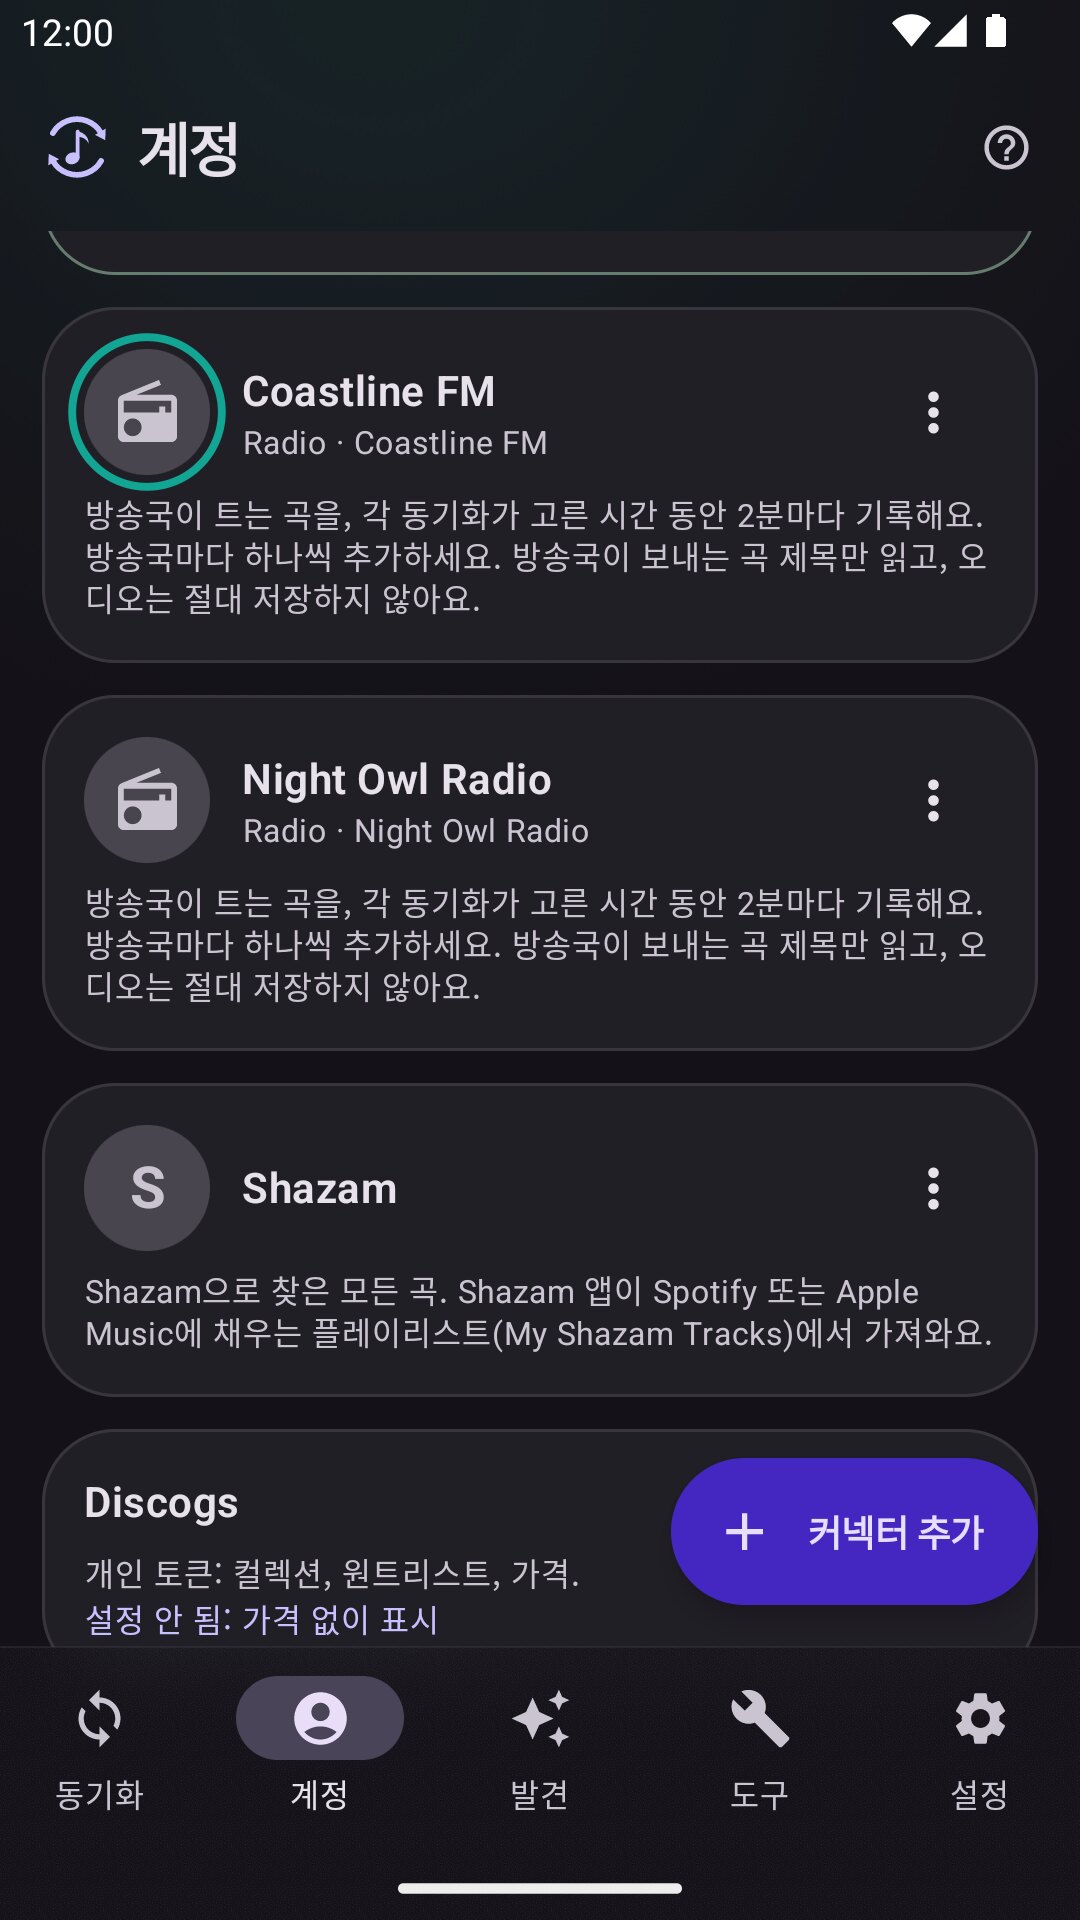 12:00
계정
Coastline FM
Radio · Coastline FM
방송국이 트는 곡을, 각 동기화가 고른 시간 동안 2분마다 기록해요.
방송국마다 하나씩 추가하세요. 방송국이 보내는 곡 제목만 읽고, 오
디오는 절대 저장하지 않아요.
Night Owl Radio
Radio · Night Owl Radio
방송국이 트는 곡을, 각 동기화가 고른 시간 동안 2분마다 기록해요.
방송국마다 하나씩 추가하세요. 방송국이 보내는 곡 제목만 읽고, 오
디오는 절대 저장하지 않아요.
S
Shazam
Shazam으로 찾은 모든 곡. Shazam 앱이 Spotify 또는 Apple
Music에 채우는 플레이리스트(My Shazam Tracks)에서 가져와요.
Discogs
개인 토큰: 컬렉션, 원트리스트, 가격.
설정 안 됨: 가격 없이 표시
커넥터 추가
동기화
계정
발견
도구
설정